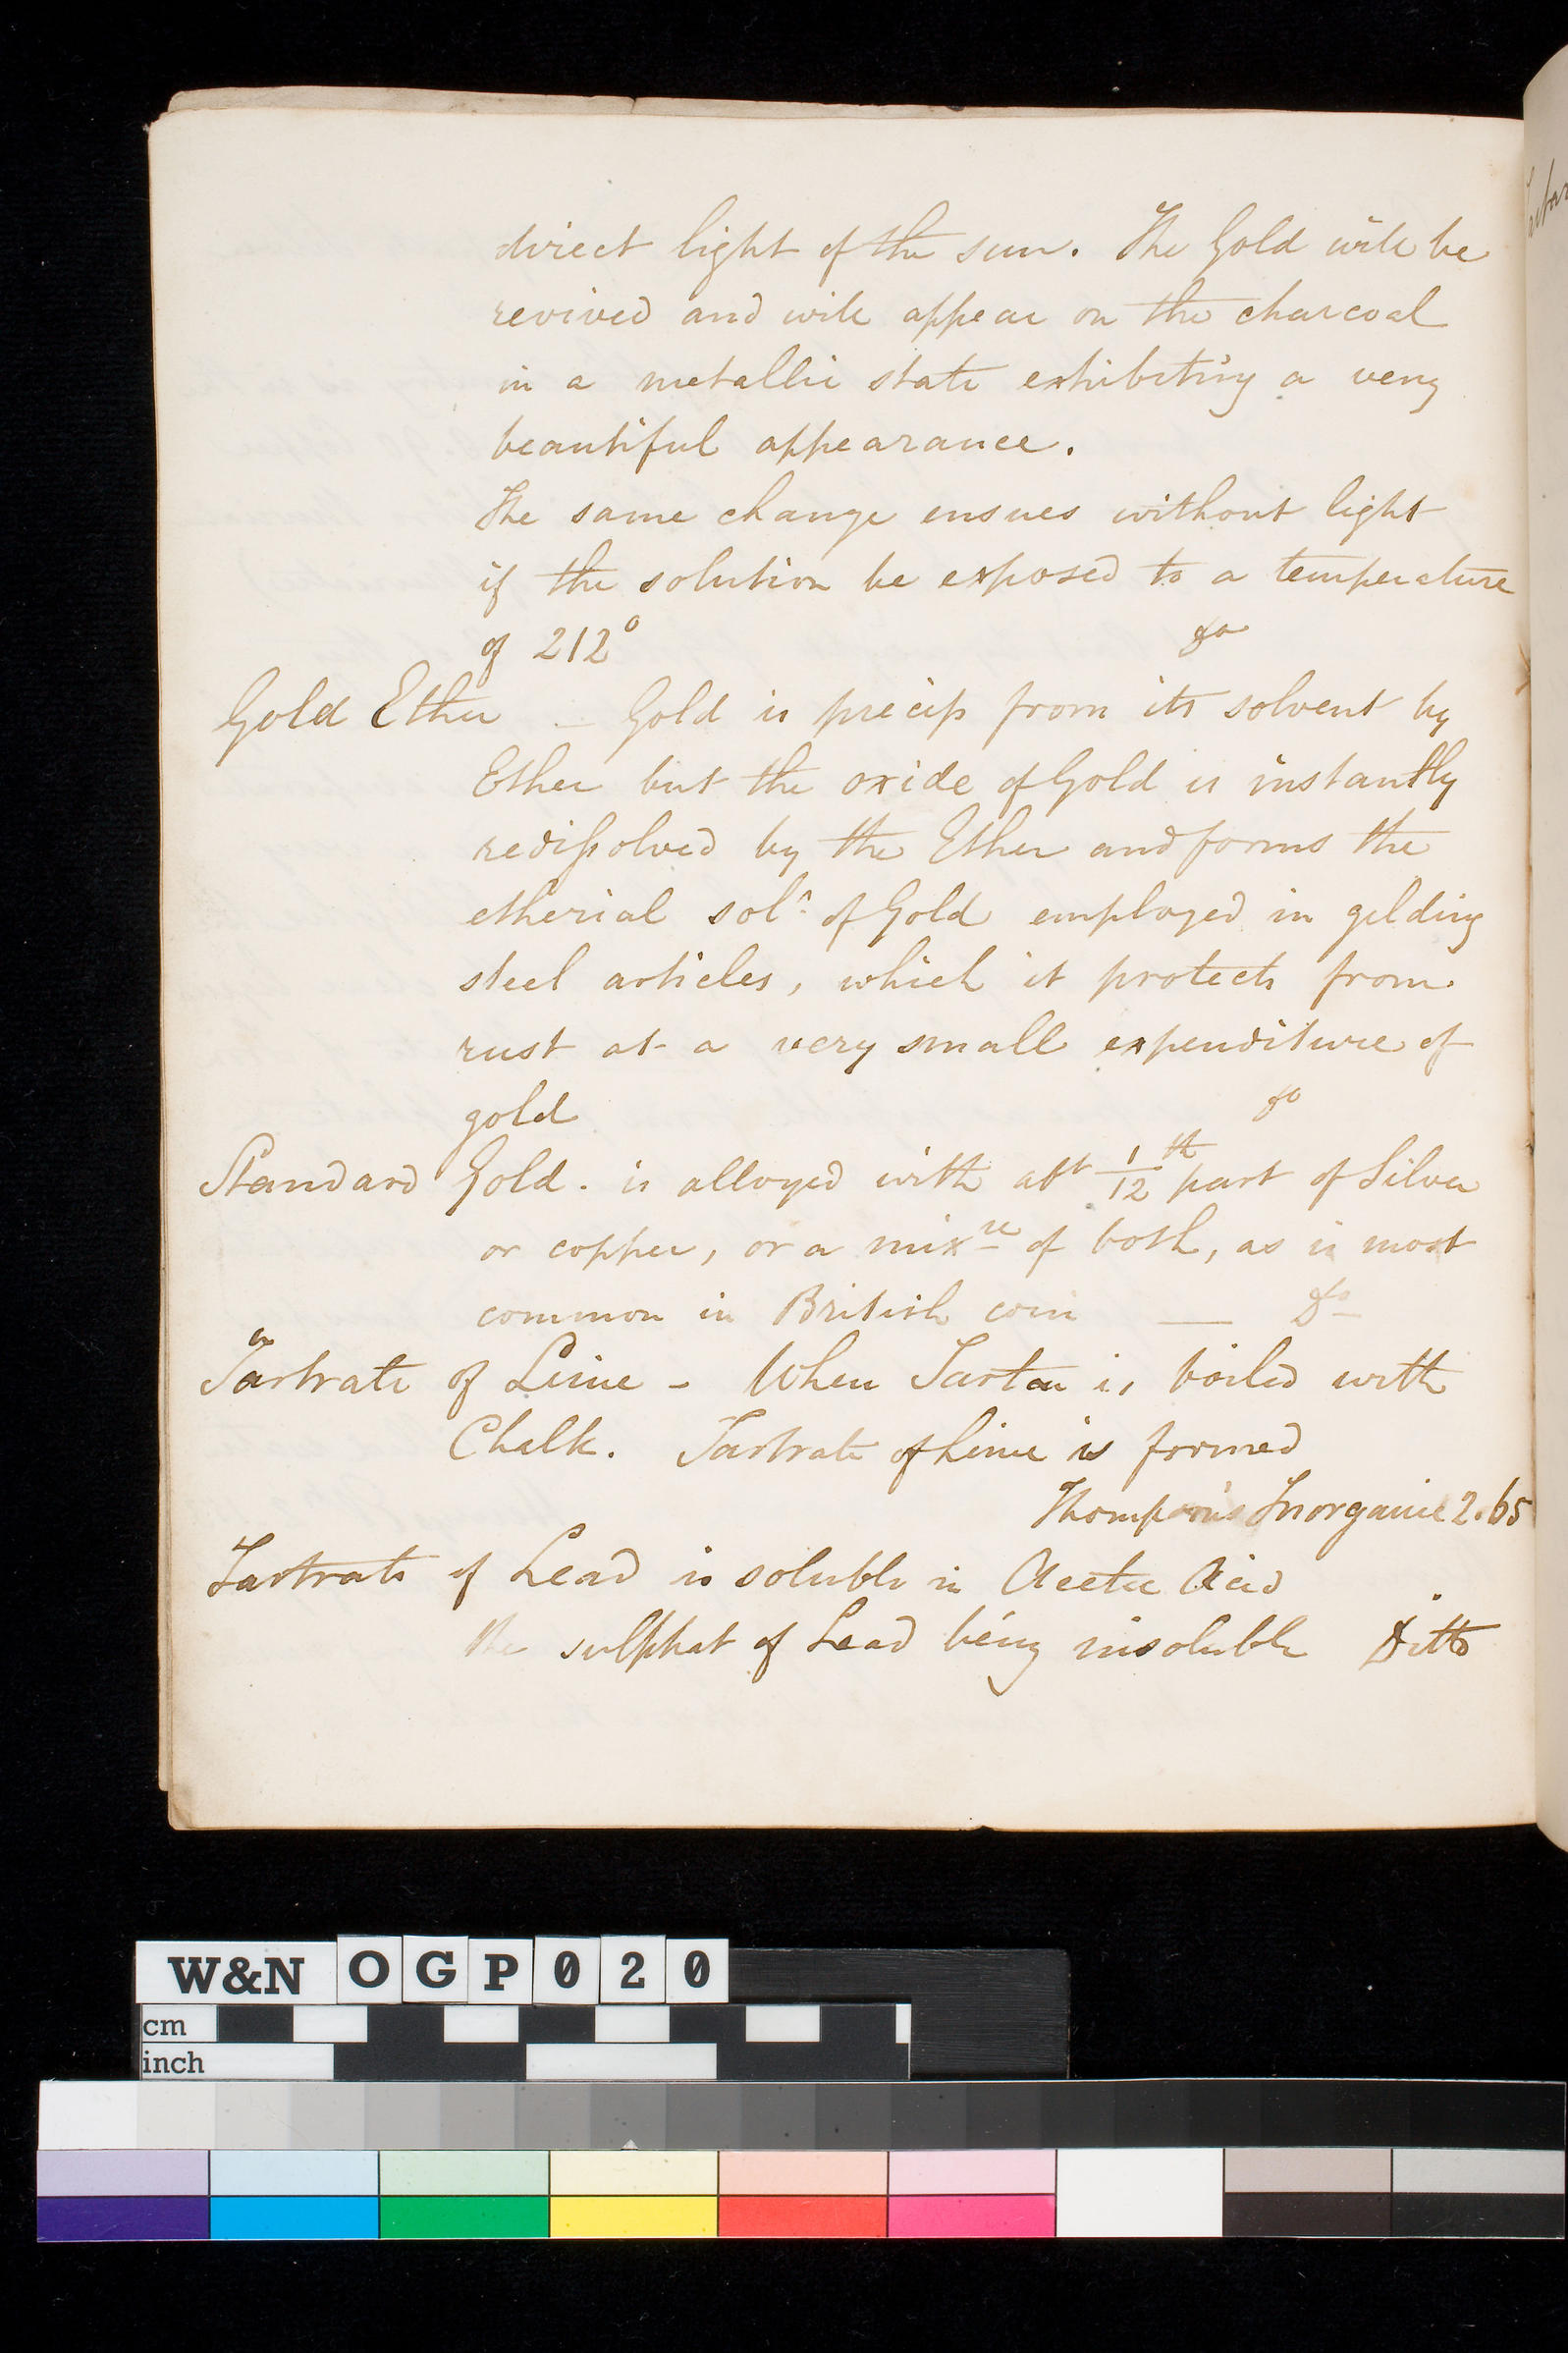 direct light of the sun. The Gold will be
revived and will appear on the charcoal
in a metallic state exhibiting a very
beautiful appearance.
The same change ensues without light
if the solution be exposed to a temperature
of 212° do
Gold Ether – Gold is precip from its solvent by
Ether but the oxide of Gold is instantly
redissolved by the Ether and forms the
etherial solⁿ of Gold employed in gilding
steel articles, which it protects from
rust at a very small expenditure of
gold do
Standard Gold. is alloyed with abt 1/12th part of Silver
or copper, or a mixre of both, as is most
common in British coin — Do
Tartrate of Lime - When Tartar is boiled with
Chalk. Tartrate of Lime is formed
Thompson's Inorganic 2.65
Tartrate of Lead is soluble in Acetic Acid
the sulphat of Lead being insoluble Ditto
W&N OGP020
cm
inch